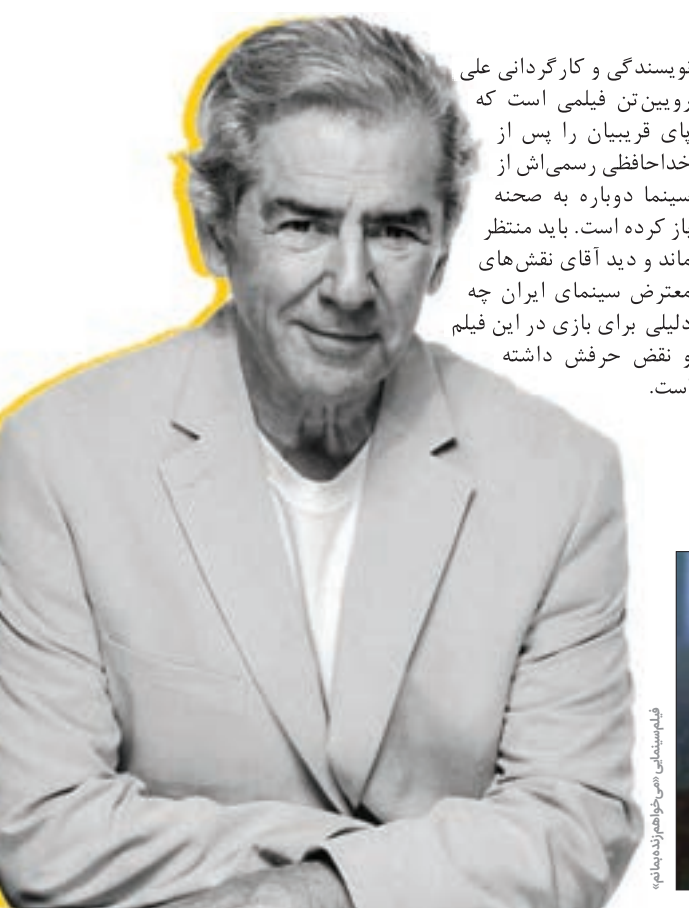 نویسندگی و کارگردانی علی
رویین‌تن فیلمی است که
پای قریبیان را پس از
خداحافظی رسمی‌اش از
سینما دوباره به صحنه
باز کرده است. باید منتظر
ماند و دید آقای نقش‌های
معترض سینمای ایران چه
دلیلی برای بازی در این فیلم
و نقض حرفش داشته
ست.
فیلم‌سینمایی «می‌خواهم‌زنده‌بمانم»